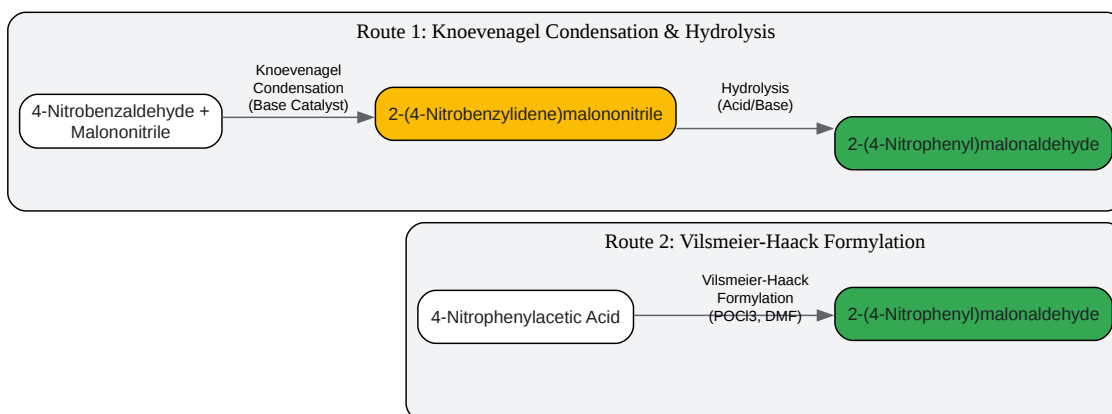 Route 1: Knoevenagel Condensation & Hydrolysis
4-Nitrobenzaldehyde +
Malononitrile
Knoevenagel
Condensation
(Base Catalyst)
2-(4-Nitrobenzylidene)malononitrile
Hydrolysis
(Acid/Base)
2-(4-Nitrophenyl)malonaldehyde
Route 2: Vilsmeier-Haack Formylation
4-Nitrophenylacetic Acid
Vilsmeier-Haack
Formylation
(POCl3, DMF)
2-(4-Nitrophenyl)malonaldehyde